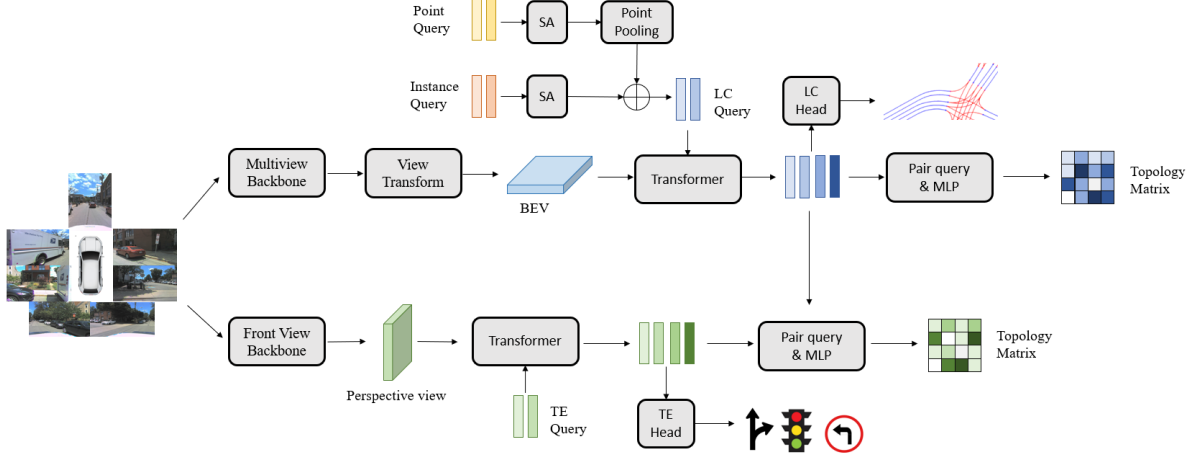 Point
Query
SA
Point
Pooling
Instance
Query
SA
LC
Query
LC
Head
Multiview
Backbone
View
Transform
BEV
Transformer
Pair query
& MLP
Topology
Matrix
Front View
Backbone
Perspective view
Transformer
TE
Query
TE
Head
Pair query
& MLP
Topology
Matrix